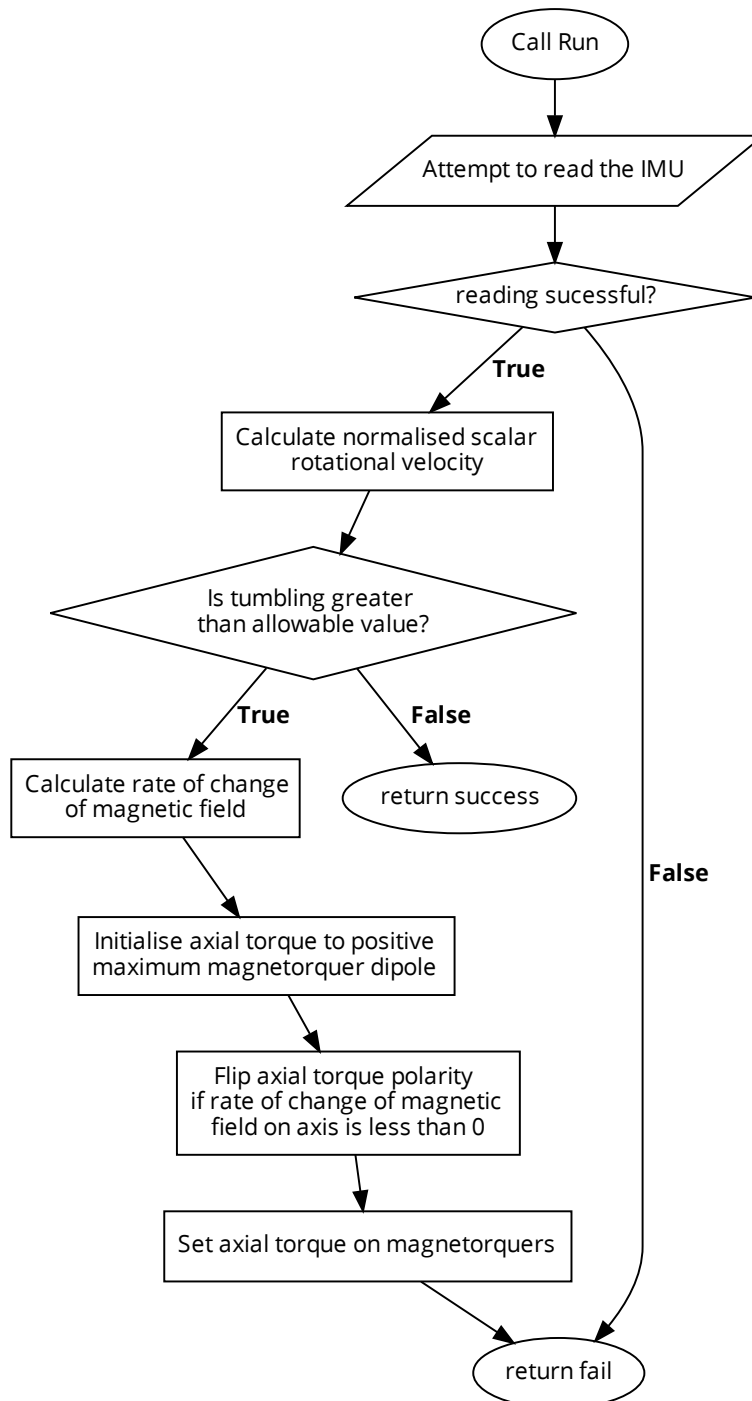 Call Run
Attempt to read the IMU
reading sucessful?
True
Calculate normalised scalar
rotational velocity
Is tumbling greater
than allowable value?
True
False
Calculate rate of change
of magnetic field
return success
False
Initialise axial torque to positive
maximum magnetorquer dipole
Flip axial torque polarity
if rate of change of magnetic
field on axis is less than 0
Set axial torque on magnetorquers
return fail